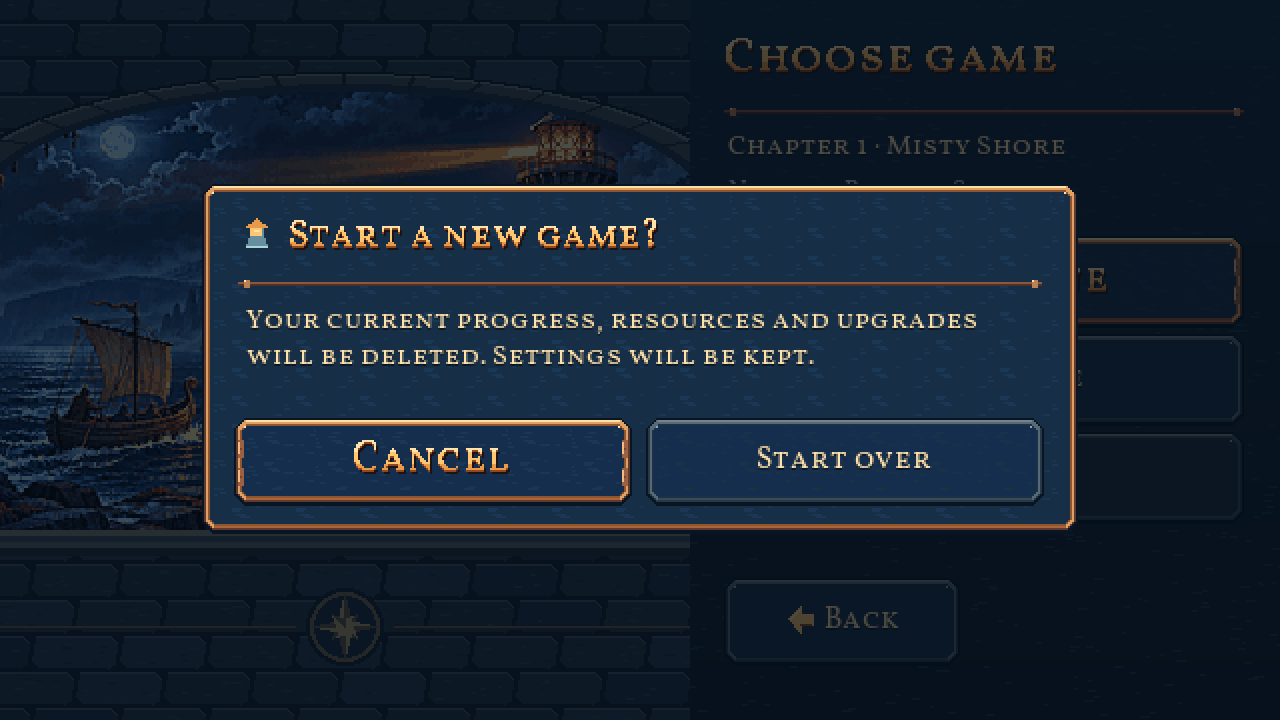 Choose game
Chapter 1 · Misty Shore
Start a new game?
Your current progress, resources and upgrades
will be deleted. Settings will be kept.
Cancel
Start over
Back